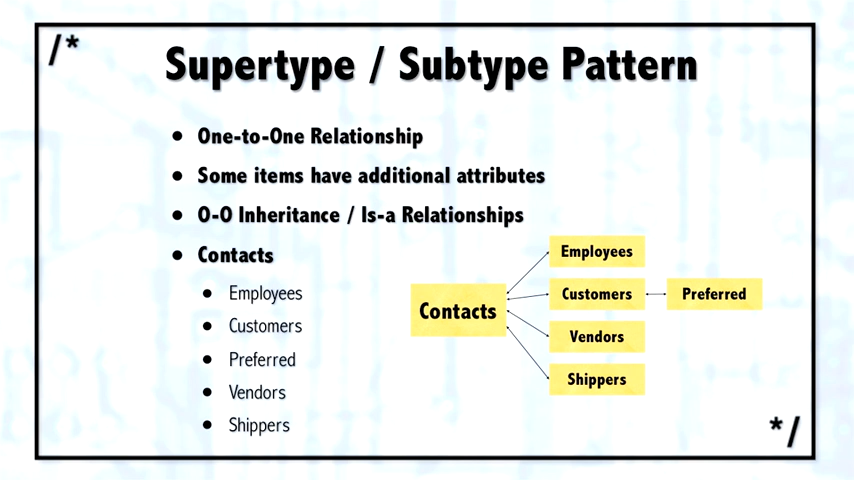 /*
Supertype / Subtype Pattern
• One-to-One Relationship
• Some items have additional attributes
• O-O Inheritance / Is-a Relationships
• Contacts
• Employees
• Customers
• Preferred
• Vendors
• Shippers
Contacts
Employees
Customers
Preferred
Vendors
Shippers
*/